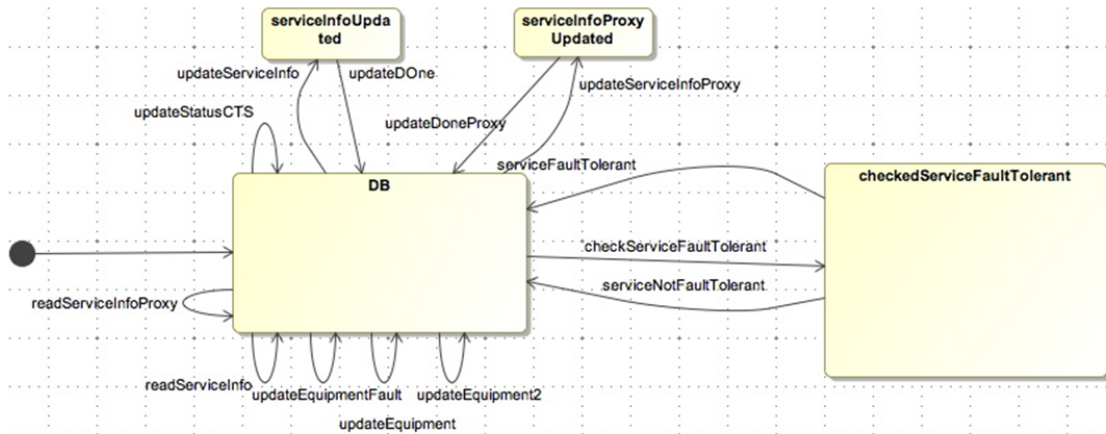 serviceInfoUpda
ted
serviceInfoProxy
Updated
updateServiceInfo
updateDOne
updateServiceInfoProxy
updateStatusCTS
updateDoneProxy
serviceFaultTolerant
DB
checkedServiceFaultTolerant
checkServiceFaultTolerant
serviceNotFaultTolerant
readServiceInfoProxy
readServiceInfo
updateEquipmentFault
updateEquipment2
updateEquipment